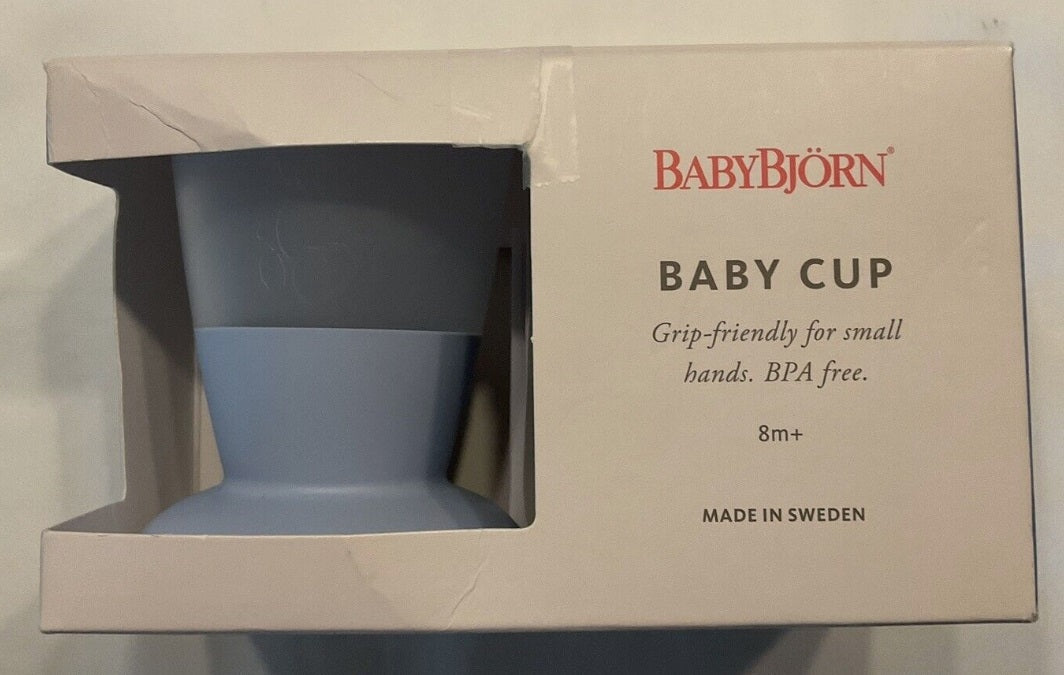 BABYBJÖRN®
BABY CUP
Grip-friendly for small
hands. BPA free.
8m+
MADE IN SWEDEN